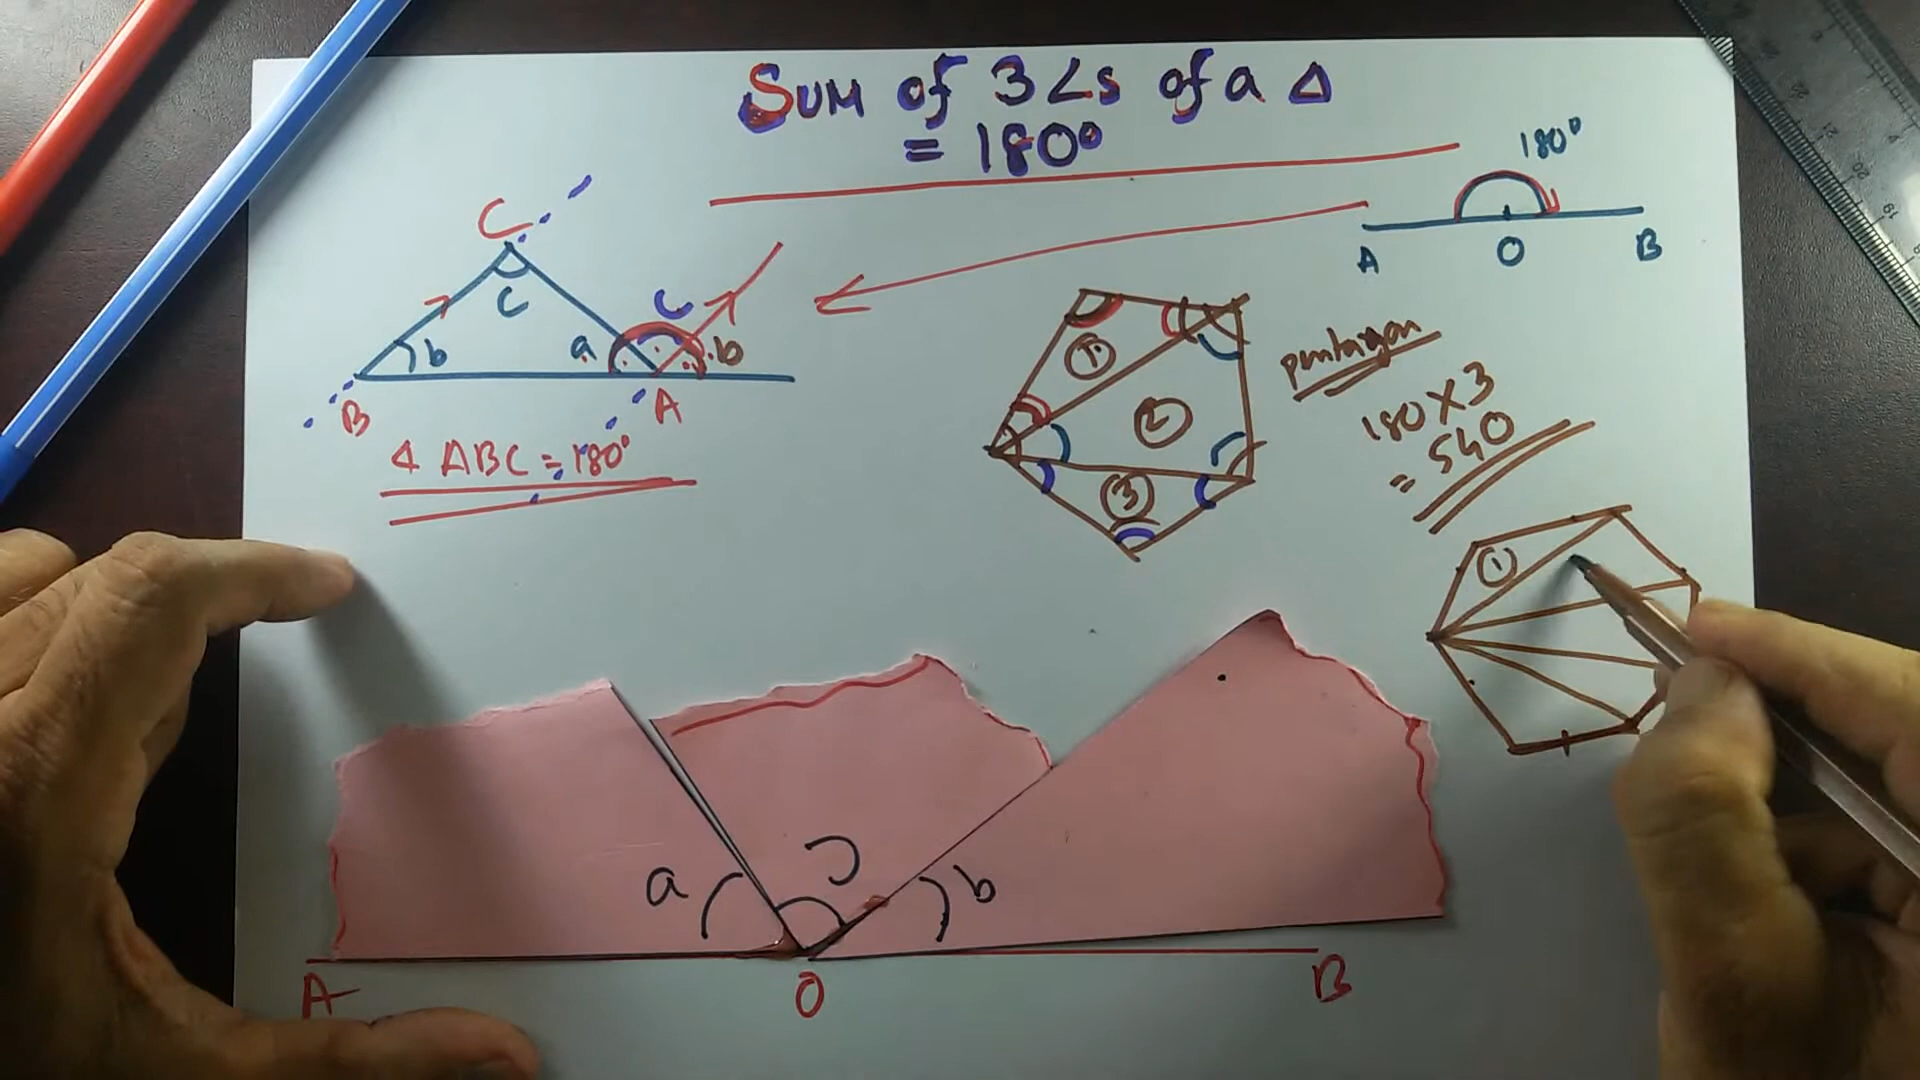 Sum of 3∠s of a Δ
= 180°
180°
A O B
C
C
b
a
c
b
B
A
Δ ABC = 180°
1
2
3
pentagon
180 X 3
= 540
1
a
C
b
A
O
B